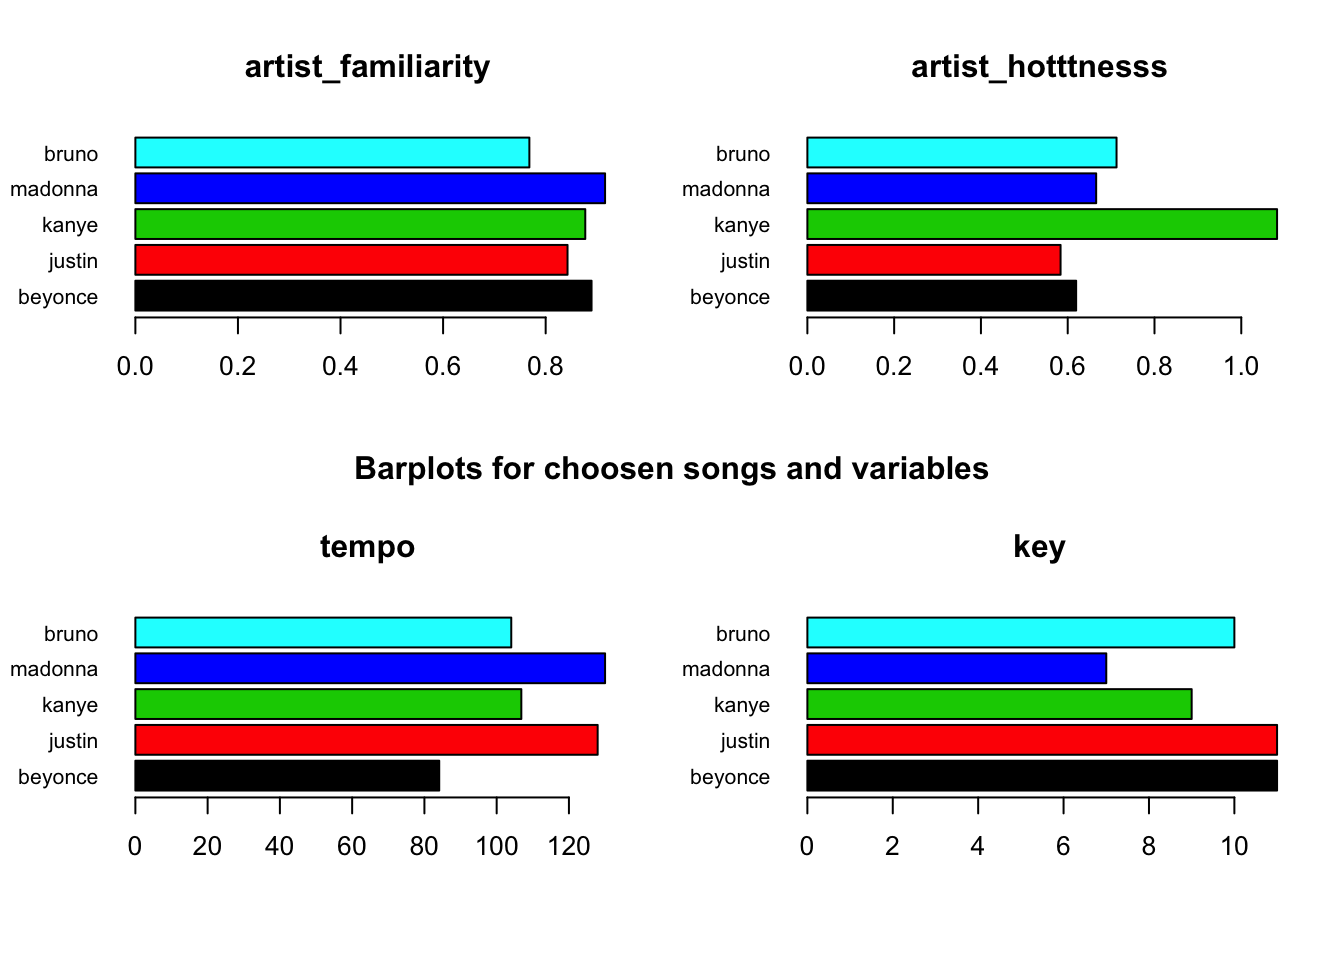 artist_familiarity
bruno
madonna
kanye
justin
beyonce
0.0 0.2 0.4 0.6 0.8
artist_hotttnesss
bruno
madonna
kanye
justin
beyonce
0.0 0.2 0.4 0.6 0.8 1.0
Barplots for choosen songs and variables
tempo
bruno
madonna
kanye
justin
beyonce
0 20 40 60 80 100 120
key
bruno
madonna
kanye
justin
beyonce
0 2 4 6 8 10